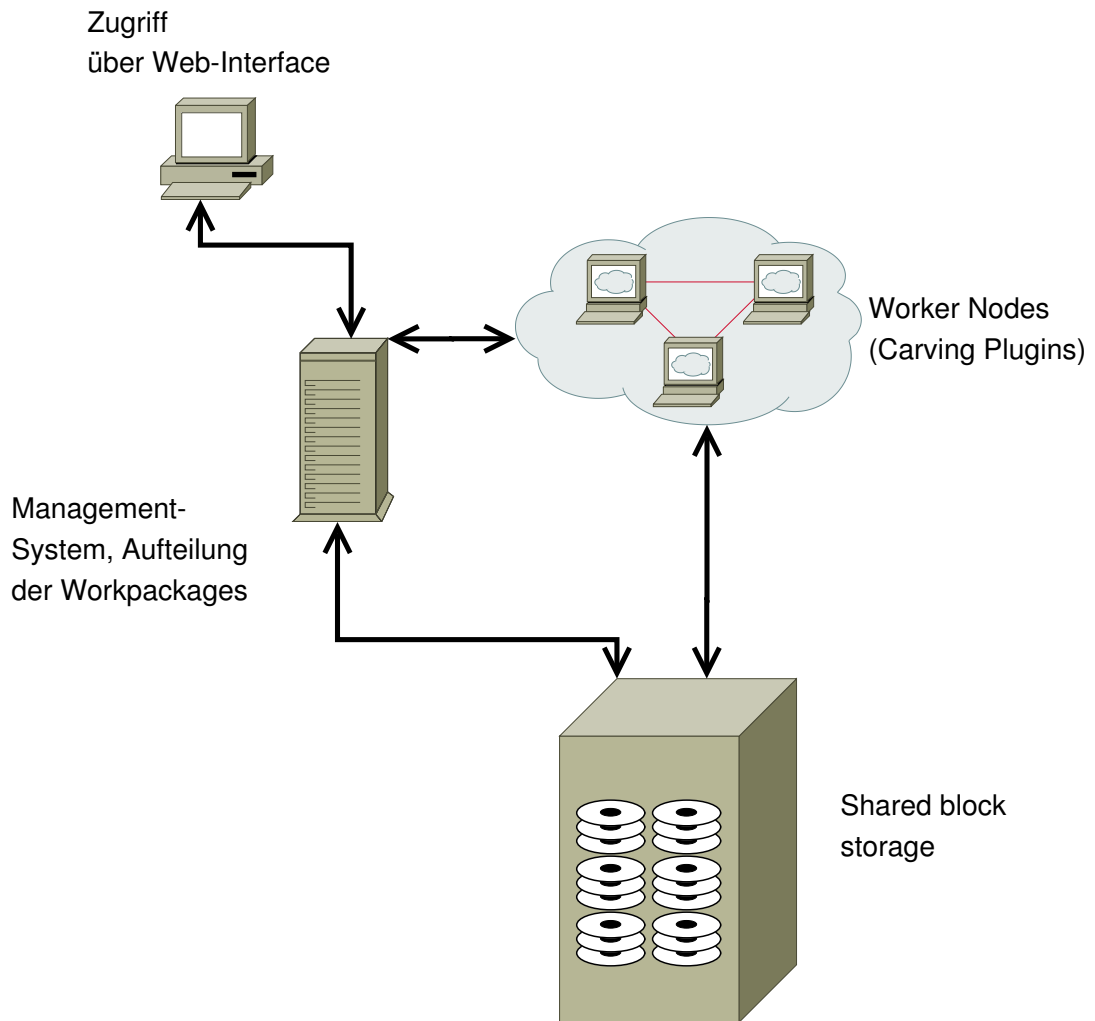 Zugriff
über Web-Interface
Worker Nodes
(Carving Plugins)
Management-
System, Aufteilung
der Workpackages
Shared block
storage